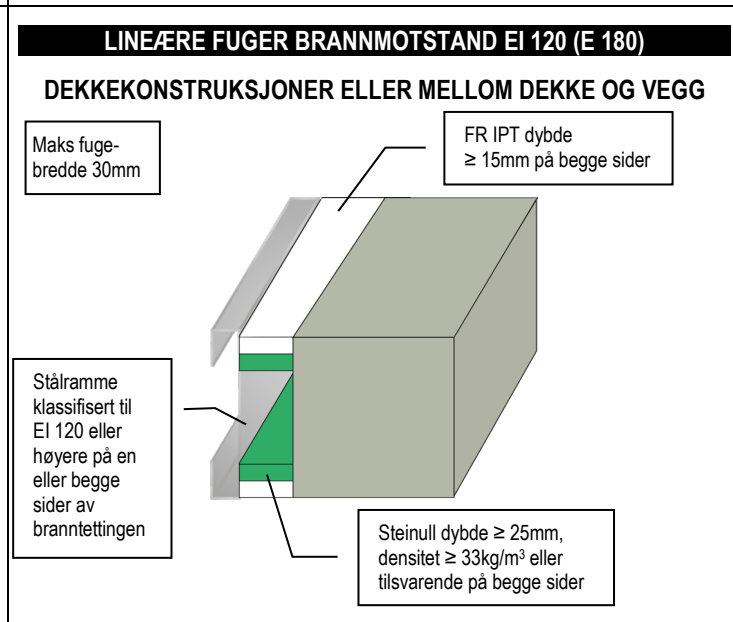 LINEÆRE FUGER BRANNMOTSTAND EI 120 (E 180)
DEKKEKONSTRUKSJONER ELLER MELLOM DEKKE OG VEGG
Maks fuge-
bredde 30mm
FR IPT dybde
≥ 15mm på begge sider
Stålramme
klassifisert til
EI 120 eller
høyere på en
eller begge
sider av
branntettingen
Steinull dybde ≥ 25mm,
densitet ≥ 33kg/m³ eller
tilsvarende på begge sider